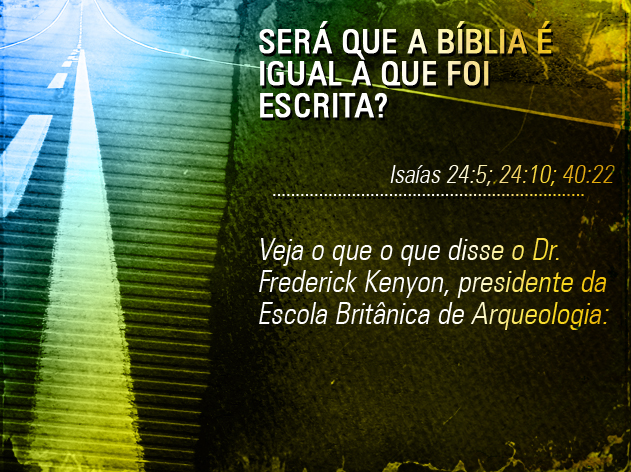 SERÁ QUE A BÍBLIA É
IGUAL À QUE FOI
ESCRITA?
Isaías 24:5; 24:10; 40:22
Veja o que o que disse o Dr.
Frederick Kenyon, presidente da
Escola Britânica de Arqueologia: